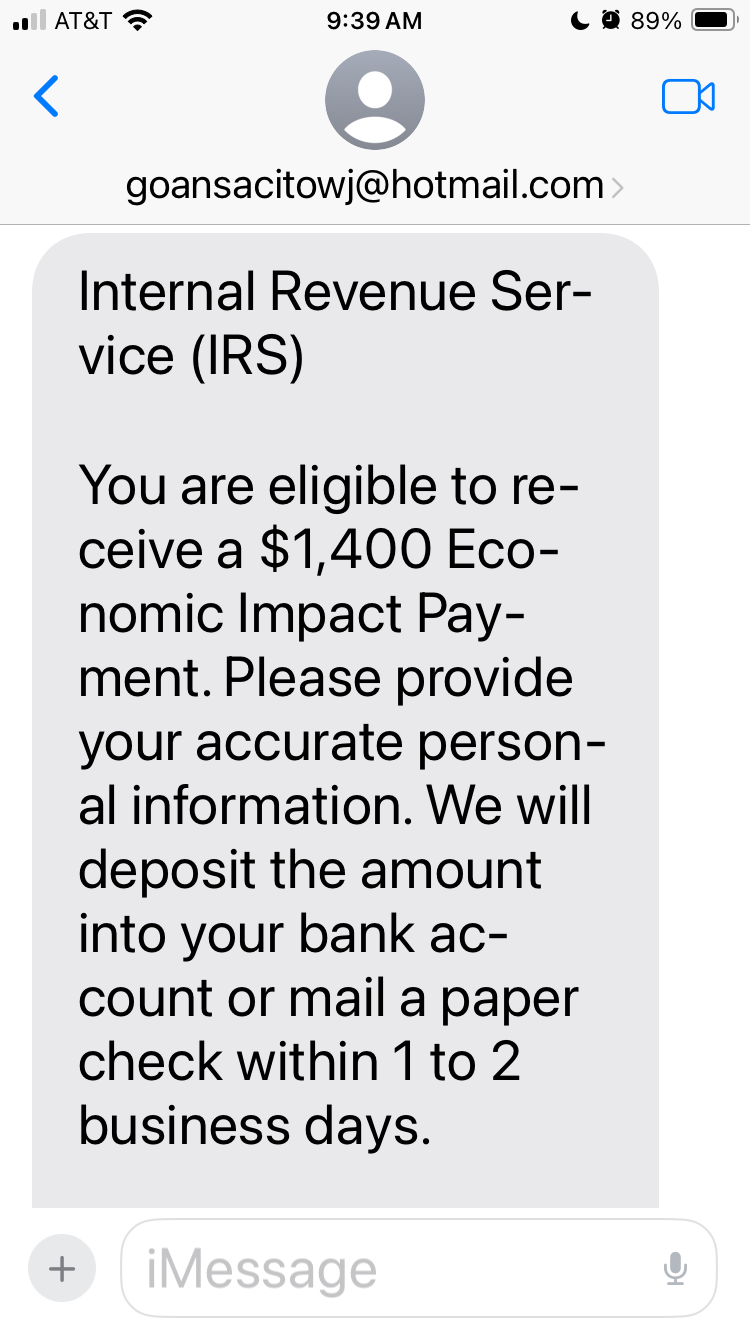 AT&T 9:39 AM 89%
goansacitowj@hotmail.com
Internal Revenue Ser-
vice (IRS)
You are eligible to re-
ceive a $1,400 Eco-
nomic Impact Pay-
ment. Please provide
your accurate person-
al information. We will
deposit the amount
into your bank ac-
count or mail a paper
check within 1 to 2
business days.
iMessage